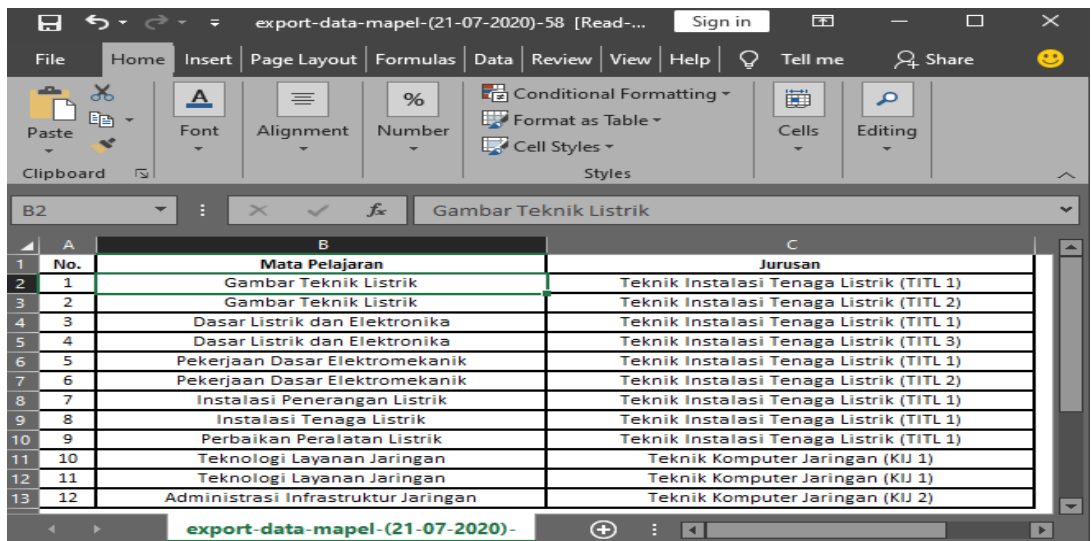 export-data-mapel-(21-07-2020)-58 [Read-... Sign in
File Home Insert Page Layout Formulas Data Review View Help Tell me Share
Paste Font Alignment Number Conditional Formatting Format as Table Cell Styles Cells Editing
Clipboard Styles
B2 fx Gambar Teknik Listrik
A B C
1 No. Mata Pelajaran Jurusan
2 1 Gambar Teknik Listrik Teknik Instalasi Tenaga Listrik (TITL 1)
3 2 Gambar Teknik Listrik Teknik Instalasi Tenaga Listrik (TITL 2)
4 3 Dasar Listrik dan Elektronika Teknik Instalasi Tenaga Listrik (TITL 1)
5 4 Dasar Listrik dan Elektronika Teknik Instalasi Tenaga Listrik (TITL 3)
6 5 Pekerjaan Dasar Elektromekanik Teknik Instalasi Tenaga Listrik (TITL 1)
7 6 Pekerjaan Dasar Elektromekanik Teknik Instalasi Tenaga Listrik (TITL 2)
8 7 Instalasi Penerangan Listrik Teknik Instalasi Tenaga Listrik (TITL 1)
9 8 Instalasi Tenaga Listrik Teknik Instalasi Tenaga Listrik (TITL 1)
10 9 Perbaikan Peralatan Listrik Teknik Instalasi Tenaga Listrik (TITL 1)
11 10 Teknologi Layanan Jaringan Teknik Komputer Jaringan (KIJ 1)
12 11 Teknologi Layanan Jaringan Teknik Komputer Jaringan (KIJ 1)
13 12 Administrasi Infrastruktur Jaringan Teknik Komputer Jaringan (KIJ 2)
export-data-mapel-(21-07-2020)-